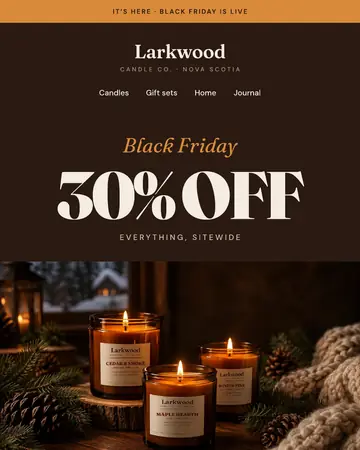 IT'S HERE · BLACK FRIDAY IS LIVE
Larkwood
CANDLE CO. · NOVA SCOTIA
Candles Gift sets Home Journal
Black Friday
30% OFF
EVERYTHING, SITEWIDE
Larkwood
CEDAR & SMOKE
Larkwood
Larkwood
MAPLE HEARTH